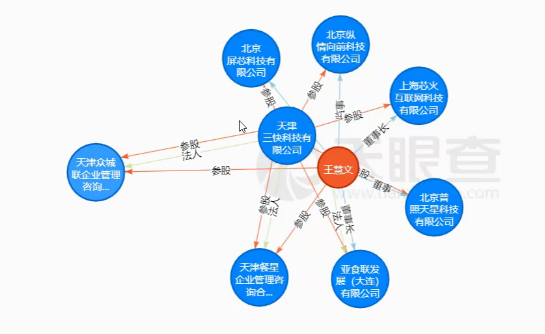 北京
屏芯科技有
限公司
北京纵
情向前科技
有限公司
上海芯火
互联网科技
有限公司
天津
三快科技有
限公司
王慧文
天津众城
联企业管理
咨询...
北京普
照天星科技
有限公司
天津餐星
企业管理咨
询合...
亚食联发
展（大连）
有限公司
参股
参股
参股
董事长
参股
法人
参股
董事
参股
法人
参股
法人
董事长
天眼查